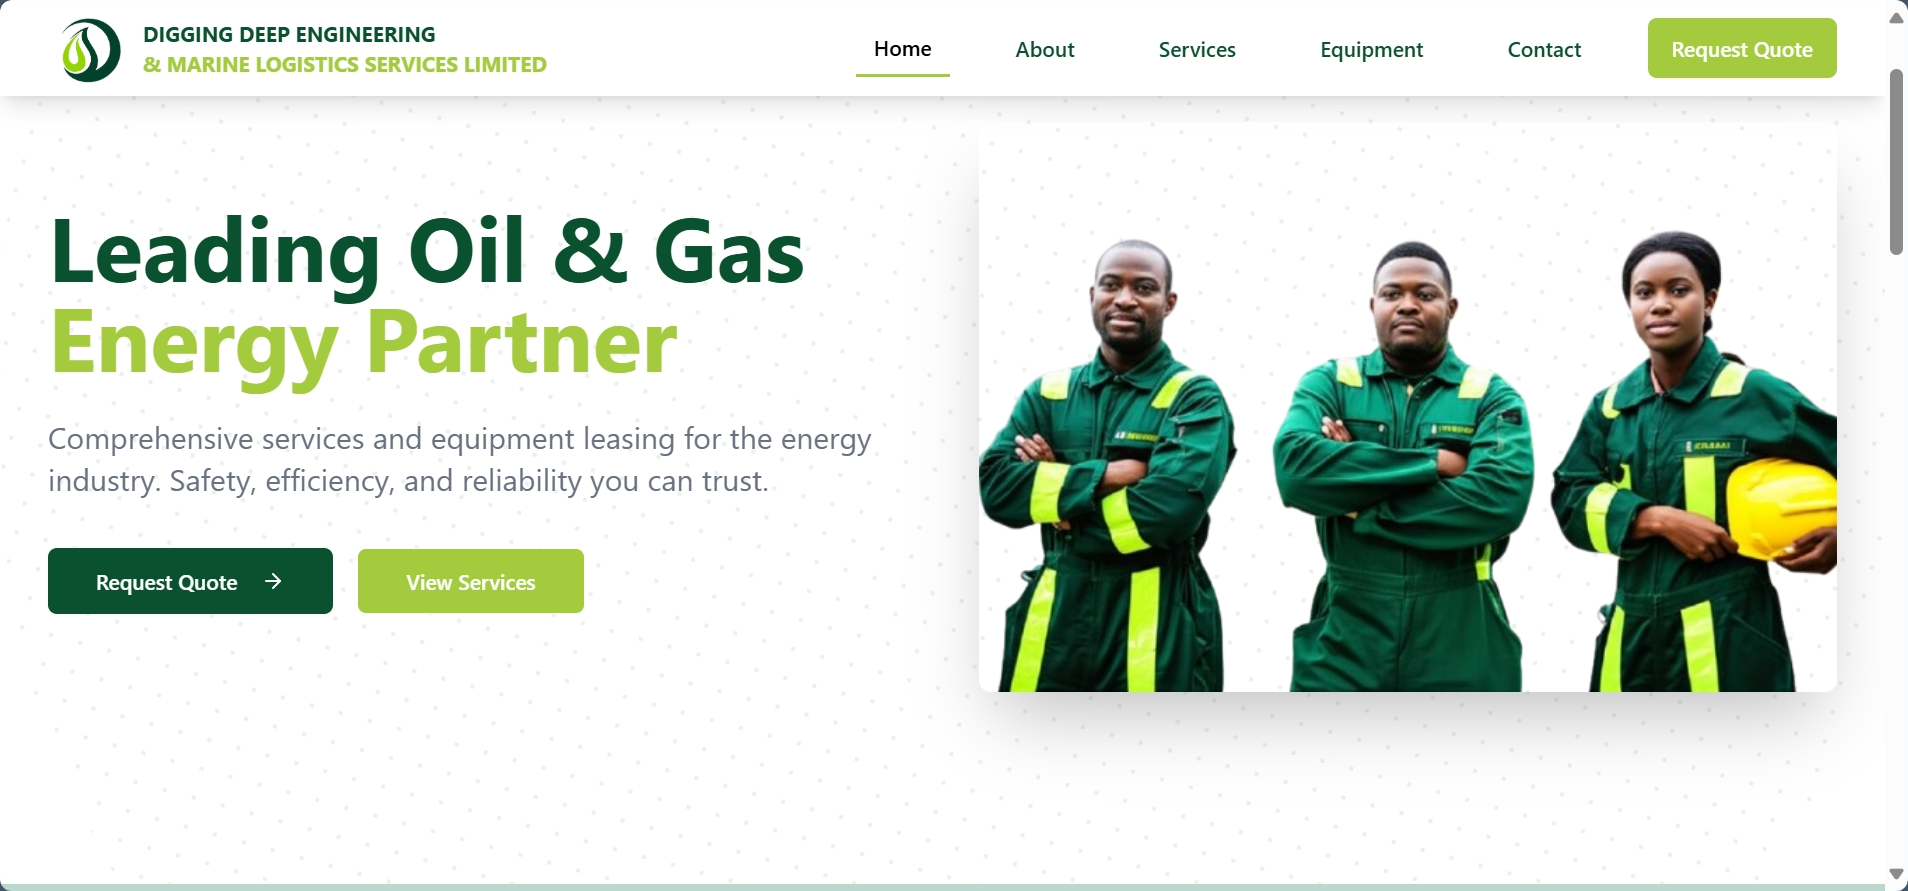 DIGGING DEEP ENGINEERING
& MARINE LOGISTICS SERVICES LIMITED
Home
About
Services
Equipment
Contact
Request Quote
Leading Oil & Gas
Energy Partner
Comprehensive services and equipment leasing for the energy
industry. Safety, efficiency, and reliability you can trust.
Request Quote →
View Services